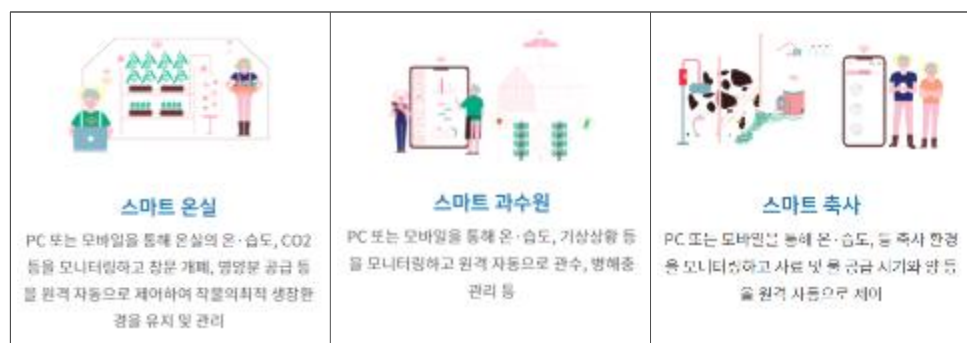 스마트 온실
PC 또는 모바일을 통해 온실의 온·습도, CO2
등을 모니터링하고 창문 개폐, 영양분 공급 등
을 원격 자동으로 제어하여 작물의최적 생장환
경을 유지 및 관리
스마트 과수원
PC 또는 모바일을 통해 온·습도, 기상상황 등
을 모니터링하고 원격 자동으로 관수, 병해충
관리 등
스마트 축사
PC 또는 모바일을 통해 온·습도, 등 축사 환경
을 모니터링하고 사료 및 물 공급 시기와 양 등
을 원격 자동으로 제어